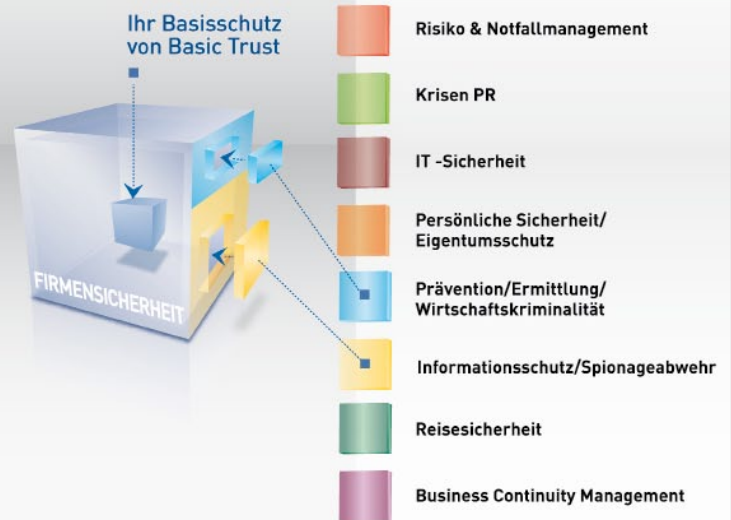 Ihr Basisschutz
von Basic Trust
FIRMENSICHERHEIT
Risiko & Notfallmanagement
Krisen PR
IT -Sicherheit
Persönliche Sicherheit/
Eigentumsschutz
Prävention/Ermittlung/
Wirtschaftskriminalität
Informationsschutz/Spionageabwehr
Reisesicherheit
Business Continuity Management